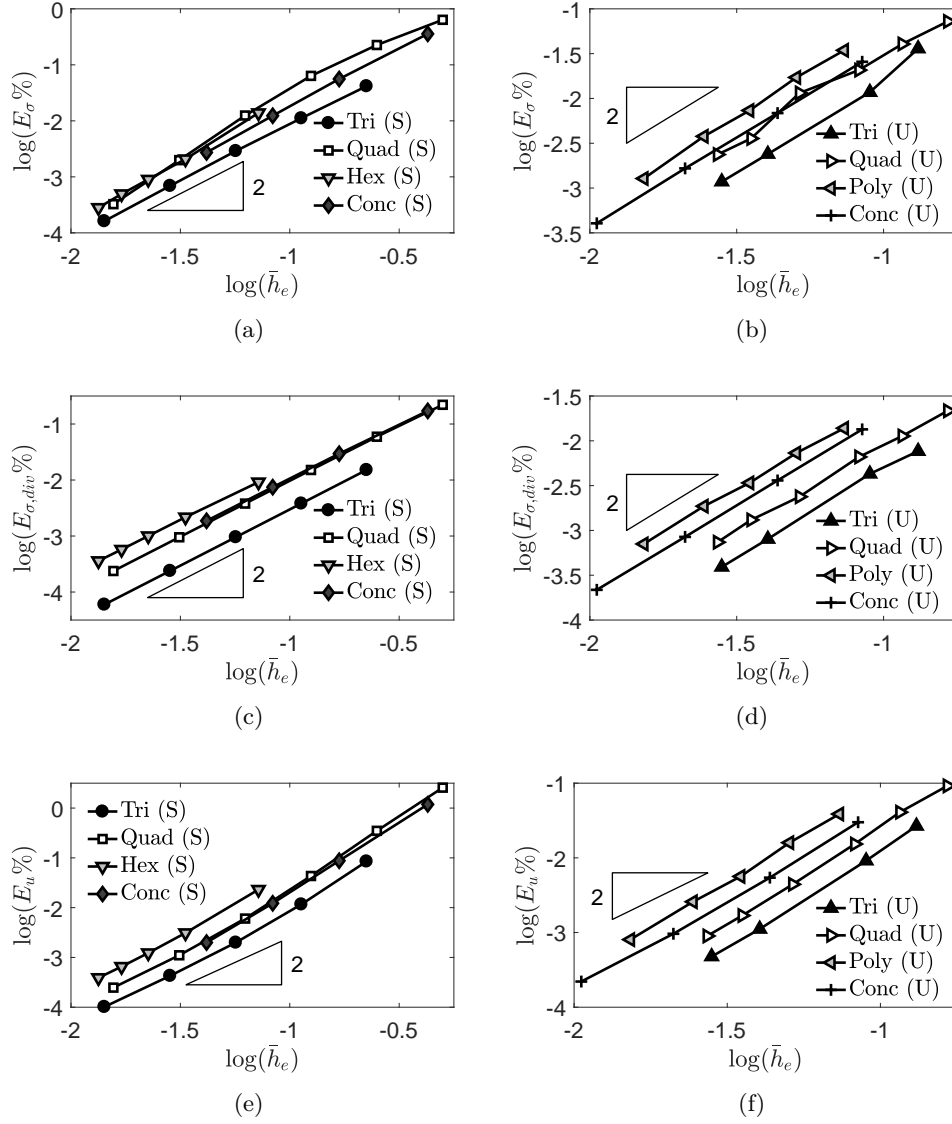 0
-1
-2
-3
-4
log(E_σ%)
-2
-1.5
-1
-0.5
log(h̄_e)
Tri (S)
Quad (S)
Hex (S)
Conc (S)
2
(a)
-1
-1.5
-2
-2.5
-3
-3.5
log(E_σ%)
-2
-1.5
-1
log(h̄_e)
2
Tri (U)
Quad (U)
Poly (U)
Conc (U)
(b)
-1
-2
-3
-4
log(E_σ,div%)
-2
-1.5
-1
-0.5
log(h̄_e)
Tri (S)
Quad (S)
Hex (S)
Conc (S)
2
(c)
-1.5
-2
-2.5
-3
-3.5
-4
log(E_σ,div%)
-2
-1.5
-1
log(h̄_e)
2
Tri (U)
Quad (U)
Poly (U)
Conc (U)
(d)
0
-1
-2
-3
-4
log(E_u%)
-2
-1.5
-1
-0.5
log(h̄_e)
Tri (S)
Quad (S)
Hex (S)
Conc (S)
2
(e)
-1
-2
-3
-4
log(E_u%)
-2
-1.5
-1
log(h̄_e)
2
Tri (U)
Quad (U)
Poly (U)
Conc (U)
(f)